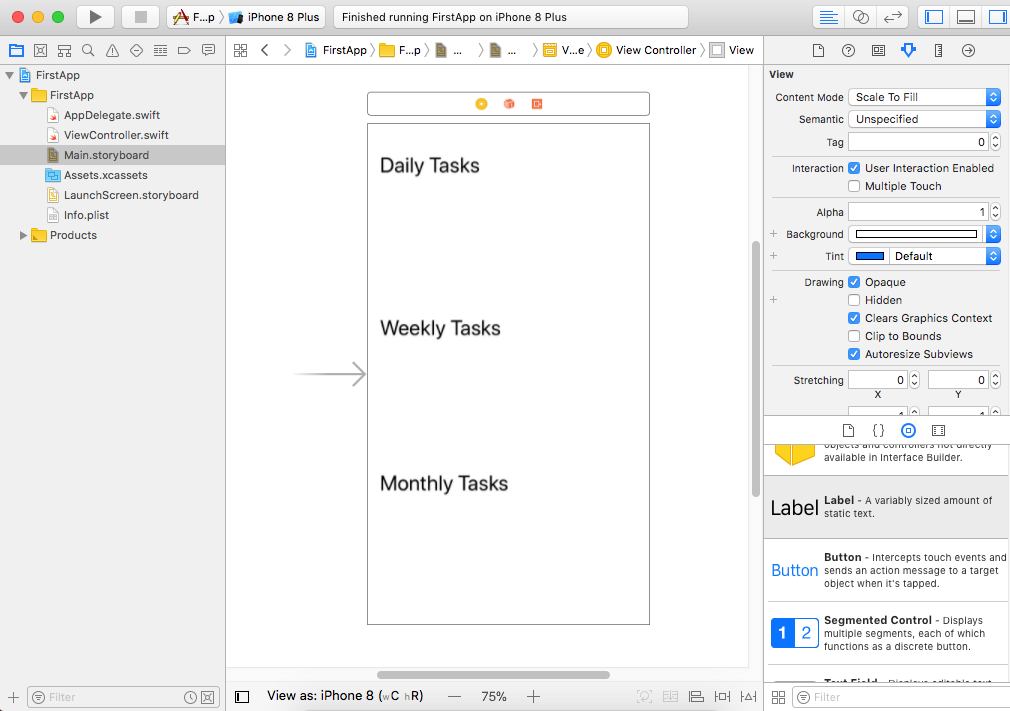 F...p
iPhone 8 Plus
Finished running FirstApp on iPhone 8 Plus
FirstApp
F...p
...
...
V...e
View Controller
View
FirstApp
FirstApp
AppDelegate.swift
ViewController.swift
Main.storyboard
Assets.xcassets
LaunchScreen.storyboard
Info.plist
Products
Filter
Daily Tasks
Weekly Tasks
Monthly Tasks
View as: iPhone 8 (wC hR)
75%
View
Content Mode Scale To Fill
Semantic Unspecified
Tag 0
Interaction User Interaction Enabled
Multiple Touch
Alpha 1
Background
Tint Default
Drawing Opaque
Hidden
Clears Graphics Context
Clip to Bounds
Autoresize Subviews
Stretching 0 0
X Y
objects and controllers not directly
available in Interface Builder.
Label
Label - A variably sized amount of
static text.
Button
Button - Intercepts touch events and
sends an action message to a target
object when it's tapped.
1 2
Segmented Control - Displays
multiple segments, each of which
functions as a discrete button.
Text Field - Displays editable text
Filter